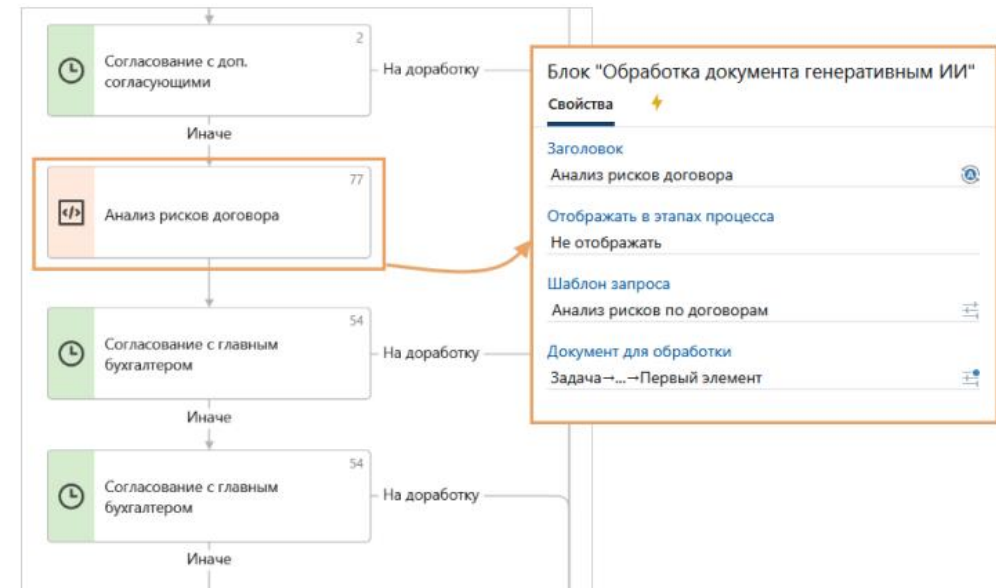 2
Согласование с доп.
согласующими
На доработку
Иначе
77
Анализ рисков договора
54
Согласование с главным
бухгалтером
На доработку
Иначе
54
Согласование с главным
бухгалтером
На доработку
Иначе
Блок "Обработка документа генеративным ИИ"
Свойства
Заголовок
Анализ рисков договора
Отображать в этапах процесса
Не отображать
Шаблон запроса
Анализ рисков по договорам
Документ для обработки
Задача→...→Первый элемент